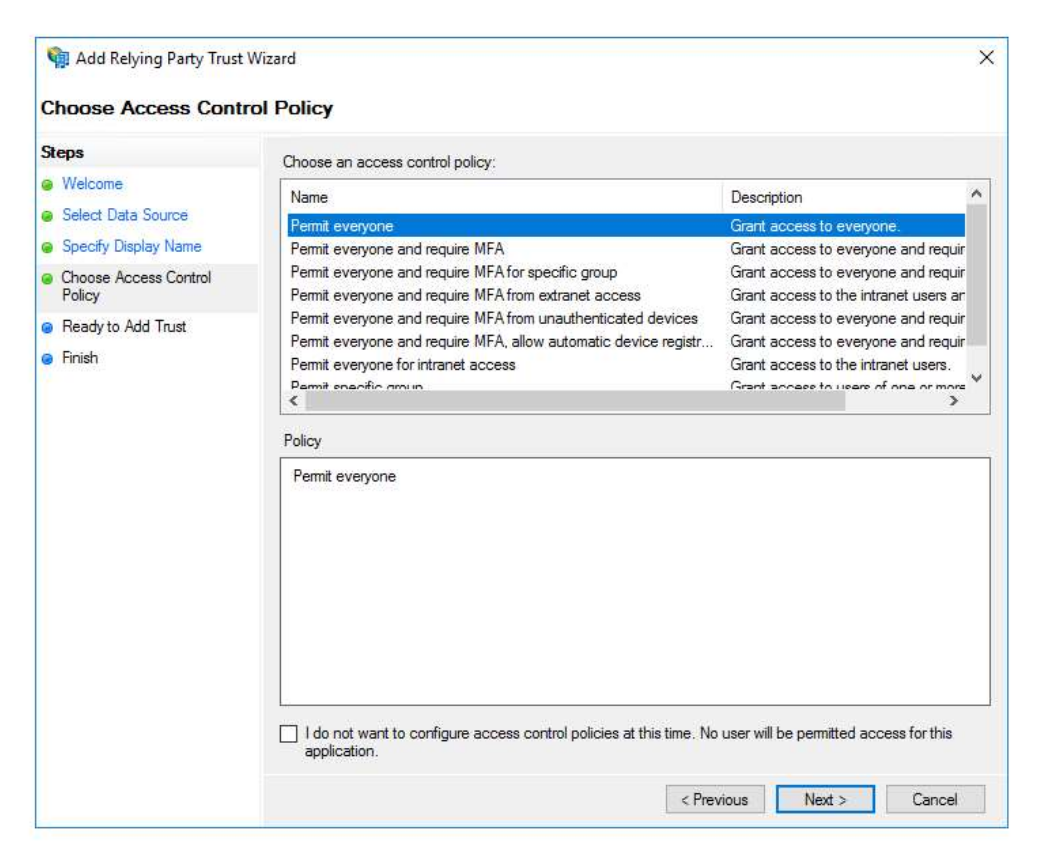 Add Relying Party Trust Wizard
Choose Access Control Policy
Steps
Welcome
Select Data Source
Specify Display Name
Choose Access Control
Policy
Ready to Add Trust
Finish
Choose an access control policy:
Name Description
Permit everyone Grant access to everyone.
Permit everyone and require MFA Grant access to everyone and requir
Permit everyone and require MFA for specific group Grant access to everyone and requir
Permit everyone and require MFA from extranet access Grant access to the intranet users an
Permit everyone and require MFA from unauthenticated devices Grant access to everyone and requir
Permit everyone and require MFA, allow automatic device registr... Grant access to everyone and requir
Permit everyone for intranet access Grant access to the intranet users.
Permit specific group Grant access to users of one or more
Policy
Permit everyone
I do not want to configure access control policies at this time. No user will be permitted access for this
application.
< Previous Next > Cancel